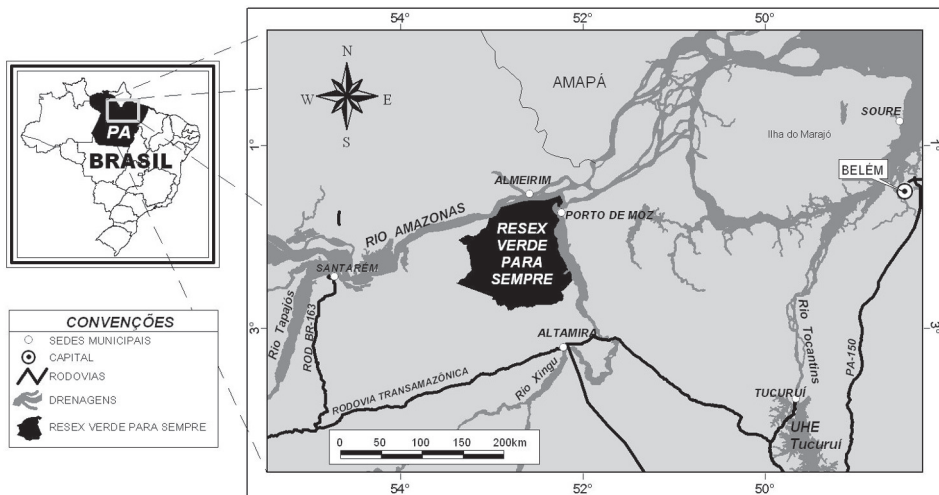 54°
52°
50°
N
W E
S
AMAPÁ
SOURE
Ilha do Marajó
PA
1°
1°
BRASIL
BELÉM
ALMEIRIM
PORTO DE MOZ
RIO AMAZONAS
RESEX
VERDE
PARA
SEMPRE
SANTARÉM
Rio Tapajós
ROD. BR-163
CONVENÇÕES
SEDES MUNICIPAIS
CAPITAL
RODOVIAS
DRENAGENS
RESEX VERDE PARA SEMPRE
3°
3°
ALTAMIRA
Rio Tocantins
PA-150
RODOVIA TRANSAMAZÔNICA
Rio Xingu
TUCURUÍ
UHE
Tucuruí
0 50 100 150 200km
54°
52°
50°